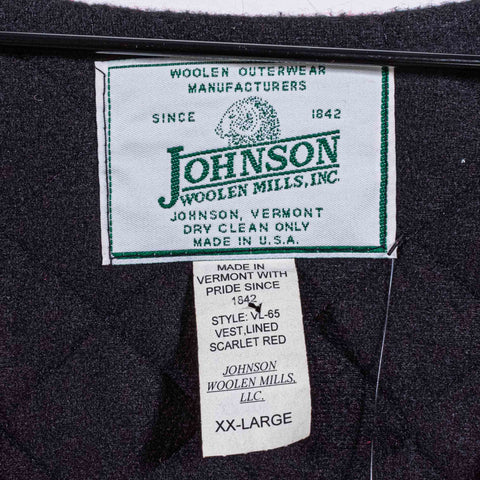 WOOLEN OUTERWEAR
MANUFACTURERS
SINCE 1842
JOHNSON
WOOLEN MILLS, INC.
JOHNSON, VERMONT
DRY CLEAN ONLY
MADE IN U.S.A.
MADE IN
VERMONT WITH
PRIDE SINCE
1842
STYLE: VL-65
VEST,LINED
SCARLET RED
JOHNSON
WOOLEN MILLS,
LLC.
XX-LARGE